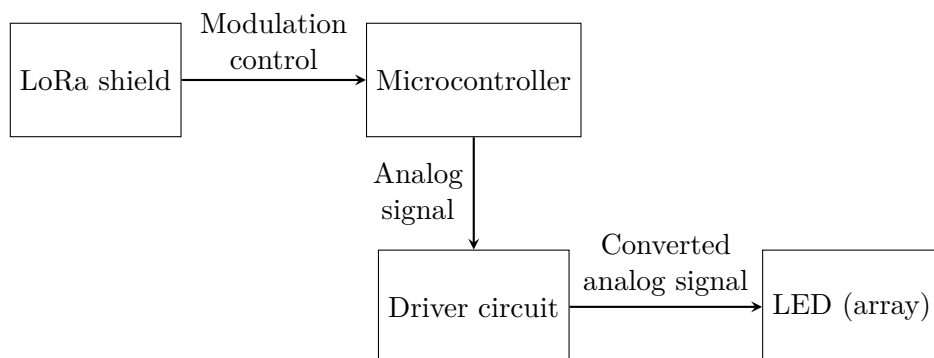 Modulation
control
LoRa shield
Microcontroller
Analog
signal
Converted
analog signal
Driver circuit
LED (array)